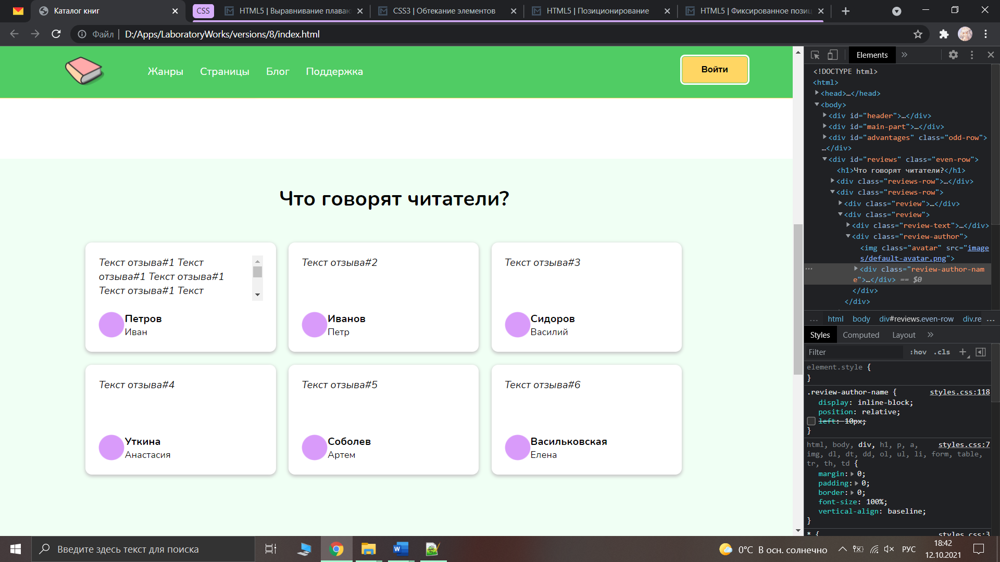 Каталог книг
CSS
HTML5 | Выравнивание плаваю
CSS3 | Обтекание элементов
HTML5 | Позиционирование
HTML5 | Фиксированное позиц
Файл
D:/Apps/LaboratoryWorks/versions/8/index.html
Жанры
Страницы
Блог
Поддержка
Войти
Что говорят читатели?
Текст отзыва#1 Текст
отзыва#1 Текст отзыва#1
Текст отзыва#1 Текст
Петров
Иван
Текст отзыва#2
Иванов
Петр
Текст отзыва#3
Сидоров
Василий
Текст отзыва#4
Уткина
Анастасия
Текст отзыва#5
Соболев
Артем
Текст отзыва#6
Васильковская
Елена
Elements
<!DOCTYPE html>
<html>
<head>…</head>
<body>
<div id="header">…</div>
<div id="main-part">…</div>
<div id="advantages" class="odd-row">
…</div>
<div id="reviews" class="even-row">
<h1>Что говорят читатели?</h1>
<div class="reviews-row">…</div>
<div class="reviews-row">
<div class="review">…</div>
<div class="review">
<div class="review-text">…</div>
<div class="review-author">
<img class="avatar" src="image
s/default-avatar.png">
<div class="review-author-nam
e">…</div> == $0
</div>
</div>
... html body div#reviews.even-row div.re ...
Styles Computed Layout
Filter :hov .cls
element.style {
}
.review-author-name { styles.css:118
display: inline-block;
position: relative;
left: 10px;
}
html, body, div, h1, p, a, styles.css:7
img, dl, dt, dd, ol, ul, li, form, table,
tr, th, td {
margin: 0;
padding: 0;
border: 0;
font-size: 100%;
vertical-align: baseline;
}
* { styles.css:3
Введите здесь текст для поиска
0°C В осн. солнечно
РУС
18:42
12.10.2021